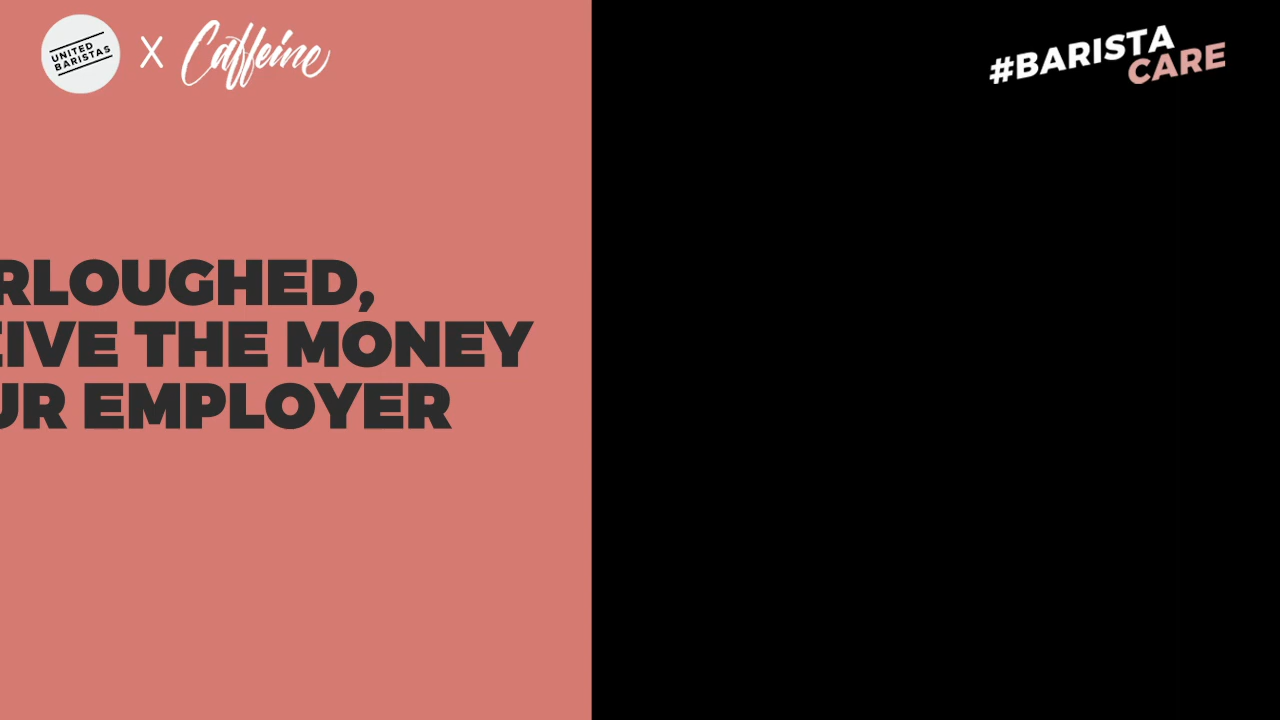 UNITED
BARISTAS
X
Caffeine
#BARISTA
CARE
RLOUGHED,
EIVE THE MONEY
UR EMPLOYER